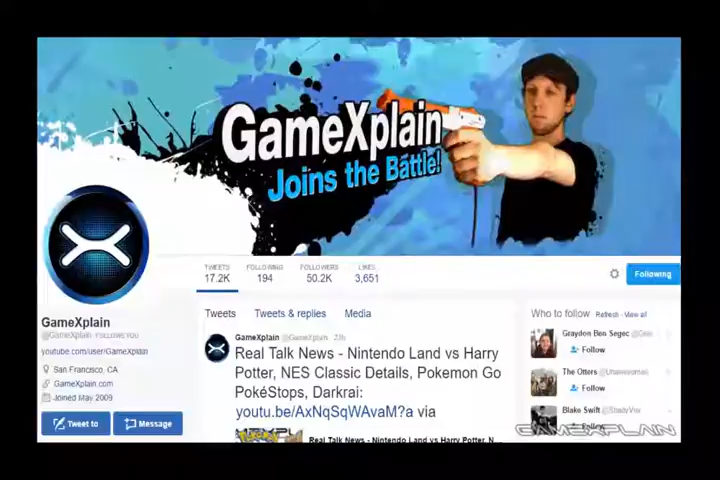 GameXplain
Joins the Battle!
TWEETS
17.2K
FOLLOWING
194
FOLLOWERS
50.2K
LIKES
3,651
Following
GameXplain
@GameXplain FOLLOWS YOU
youtube.com/user/GameXplain
San Francisco, CA
GameXplain.com
Joined May 2009
Tweet to
Message
Tweets
Tweets & replies
Media
GameXplain @GameXplain
Real Talk News - Nintendo Land vs Harry
Potter, NES Classic Details, Pokemon Go
PokéStops, Darkrai:
youtu.be/AxNqSqWAvaM?a via
Real Talk News - Nintendo Land vs Harry Potter, N...
Who to follow
Refresh · View all
Graydon Ben Segec
Follow
The Otters
Follow
Blake Swift @ShadyVox
Follow
GAMEXPLAIN